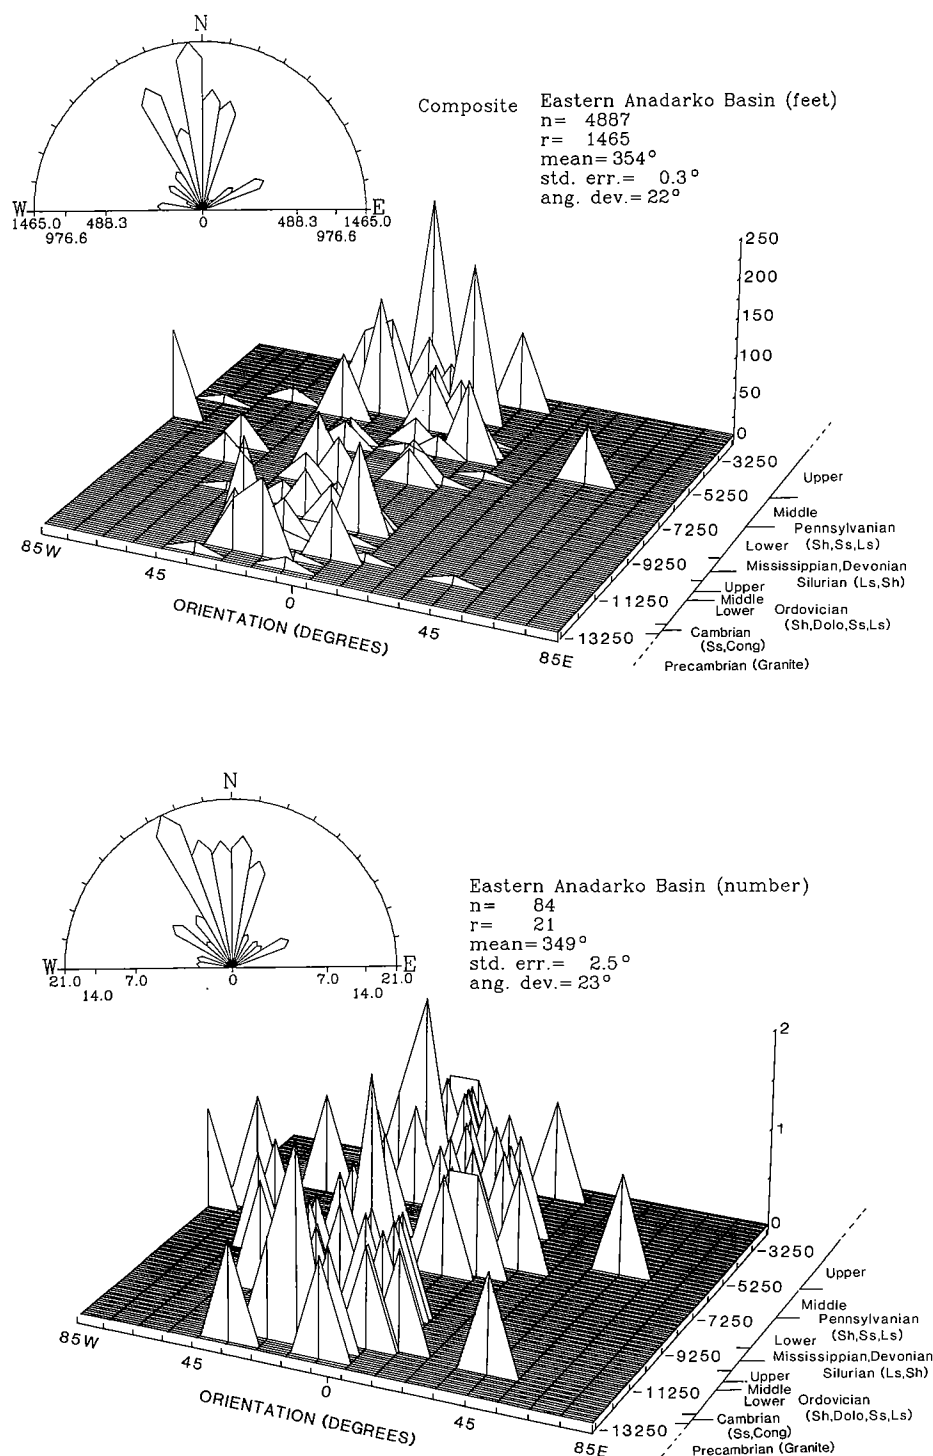 N
W
E
1465.0
976.6
488.3
0
488.3
976.6
1465.0
Composite Eastern Anadarko Basin (feet)
n= 4887
r= 1465
mean=354°
std. err.= 0.3°
ang. dev.=22°
250
200
150
100
50
0
-3250
-5250
-7250
-9250
-11250
-13250
85W
45
0
45
85E
ORIENTATION (DEGREES)
Upper
Middle
Pennsylvanian
(Sh,Ss,Ls)
Lower
Mississippian,Devonian
Silurian (Ls,Sh)
Upper
Middle
Lower Ordovician
(Sh,Dolo,Ss,Ls)
Cambrian
(Ss,Cong)
Precambrian (Granite)
N
W
E
21.0
14.0
7.0
0
7.0
14.0
21.0
Eastern Anadarko Basin (number)
n= 84
r= 21
mean=349°
std. err.= 2.5°
ang. dev.=23°
2
1
0
-3250
-5250
-7250
-9250
-11250
-13250
85W
45
0
45
85E
ORIENTATION (DEGREES)
Upper
Middle
Pennsylvanian
(Sh,Ss,Ls)
Lower
Mississippian,Devonian
Silurian (Ls,Sh)
Upper
Middle
Lower Ordovician
(Sh,Dolo,Ss,Ls)
Cambrian
(Ss,Cong)
Precambrian (Granite)